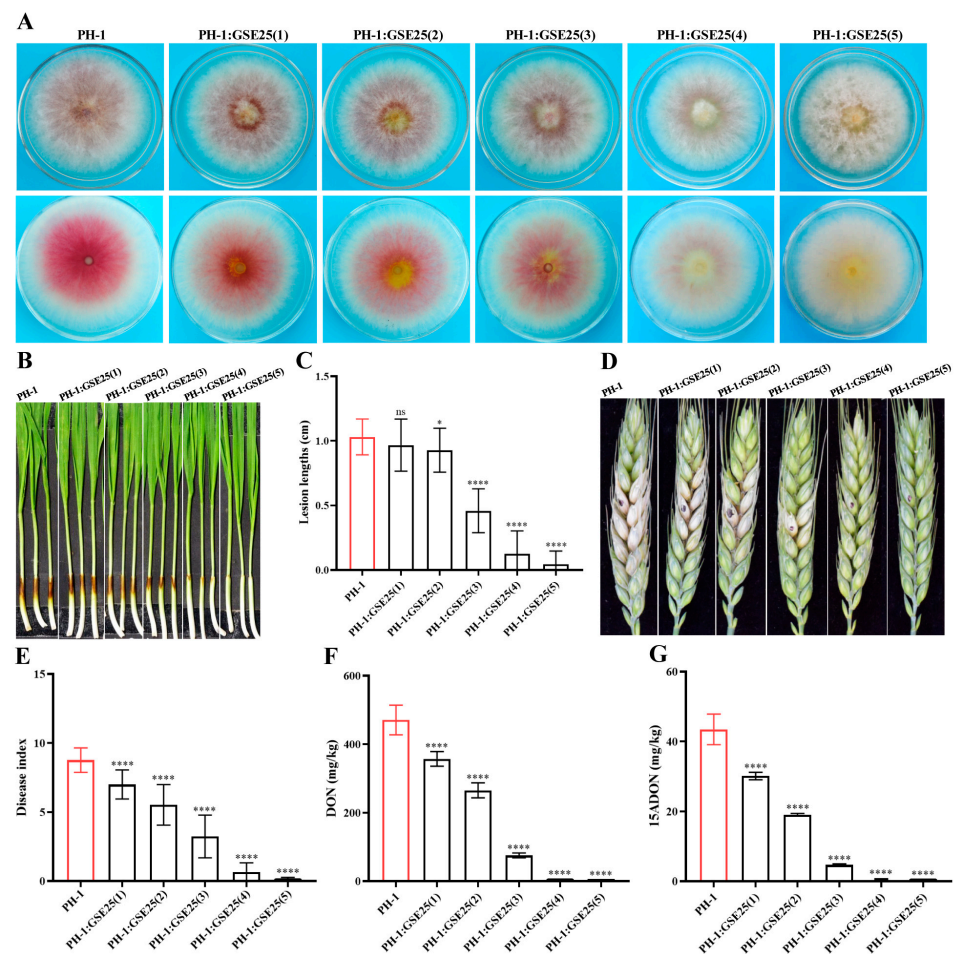 A
PH-1 PH-1:GSE25(1) PH-1:GSE25(2) PH-1:GSE25(3) PH-1:GSE25(4) PH-1:GSE25(5)
B
PH-1 PH-1:GSE25(1) PH-1:GSE25(2) PH-1:GSE25(3) PH-1:GSE25(4) PH-1:GSE25(5)
C
Lesion lengths (cm)
1.5
1.0
0.5
0.0
ns * **** **** ****
PH-1 PH-1:GSE25(1) PH-1:GSE25(2) PH-1:GSE25(3) PH-1:GSE25(4) PH-1:GSE25(5)
D
PH-1 PH-1:GSE25(1) PH-1:GSE25(2) PH-1:GSE25(3) PH-1:GSE25(4) PH-1:GSE25(5)
E
Disease index
15
10
5
0
**** **** **** **** ****
PH-1 PH-1:GSE25(1) PH-1:GSE25(2) PH-1:GSE25(3) PH-1:GSE25(4) PH-1:GSE25(5)
F
DON (mg/kg)
600
400
200
0
**** **** **** **** ****
PH-1 PH-1:GSE25(1) PH-1:GSE25(2) PH-1:GSE25(3) PH-1:GSE25(4) PH-1:GSE25(5)
G
15ADON (mg/kg)
60
40
20
0
**** **** **** **** ****
PH-1 PH-1:GSE25(1) PH-1:GSE25(2) PH-1:GSE25(3) PH-1:GSE25(4) PH-1:GSE25(5)